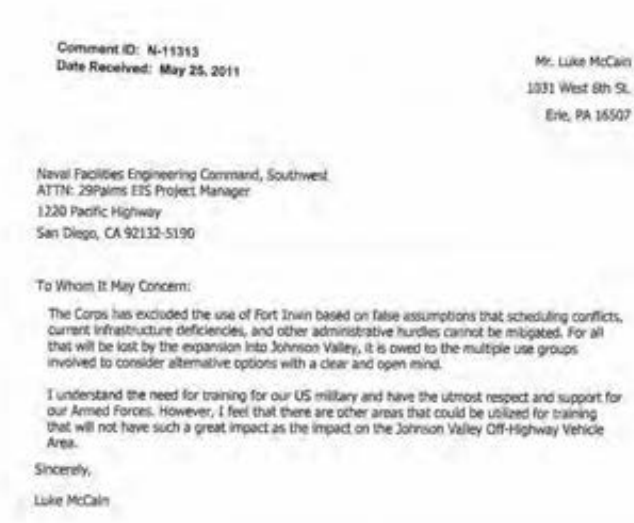 Comment ID: N-11313
Date Received: May 25, 2011
Mr. Luke McCain
1031 West 8th St.
Erie, PA 16507
Naval Facilities Engineering Command, Southwest
ATTN: 29Palms EIS Project Manager
1220 Pacific Highway
San Diego, CA 92132-5190
To Whom It May Concern:
The Corps has excluded the use of Fort Irwin based on false assumptions that scheduling conflicts,
current infrastructure deficiencies, and other administrative hurdles cannot be mitigated. For all
that will be lost by the expansion into Johnson Valley, it is owed to the multiple use groups
involved to consider alternative options with a clear and open mind.
I understand the need for training for our US military and have the utmost respect and support for
our Armed Forces. However, I feel that there are other areas that could be utilized for training
that will not have such a great impact as the impact on the Johnson Valley Off-Highway Vehicle
Area.
Sincerely,
Luke McCain